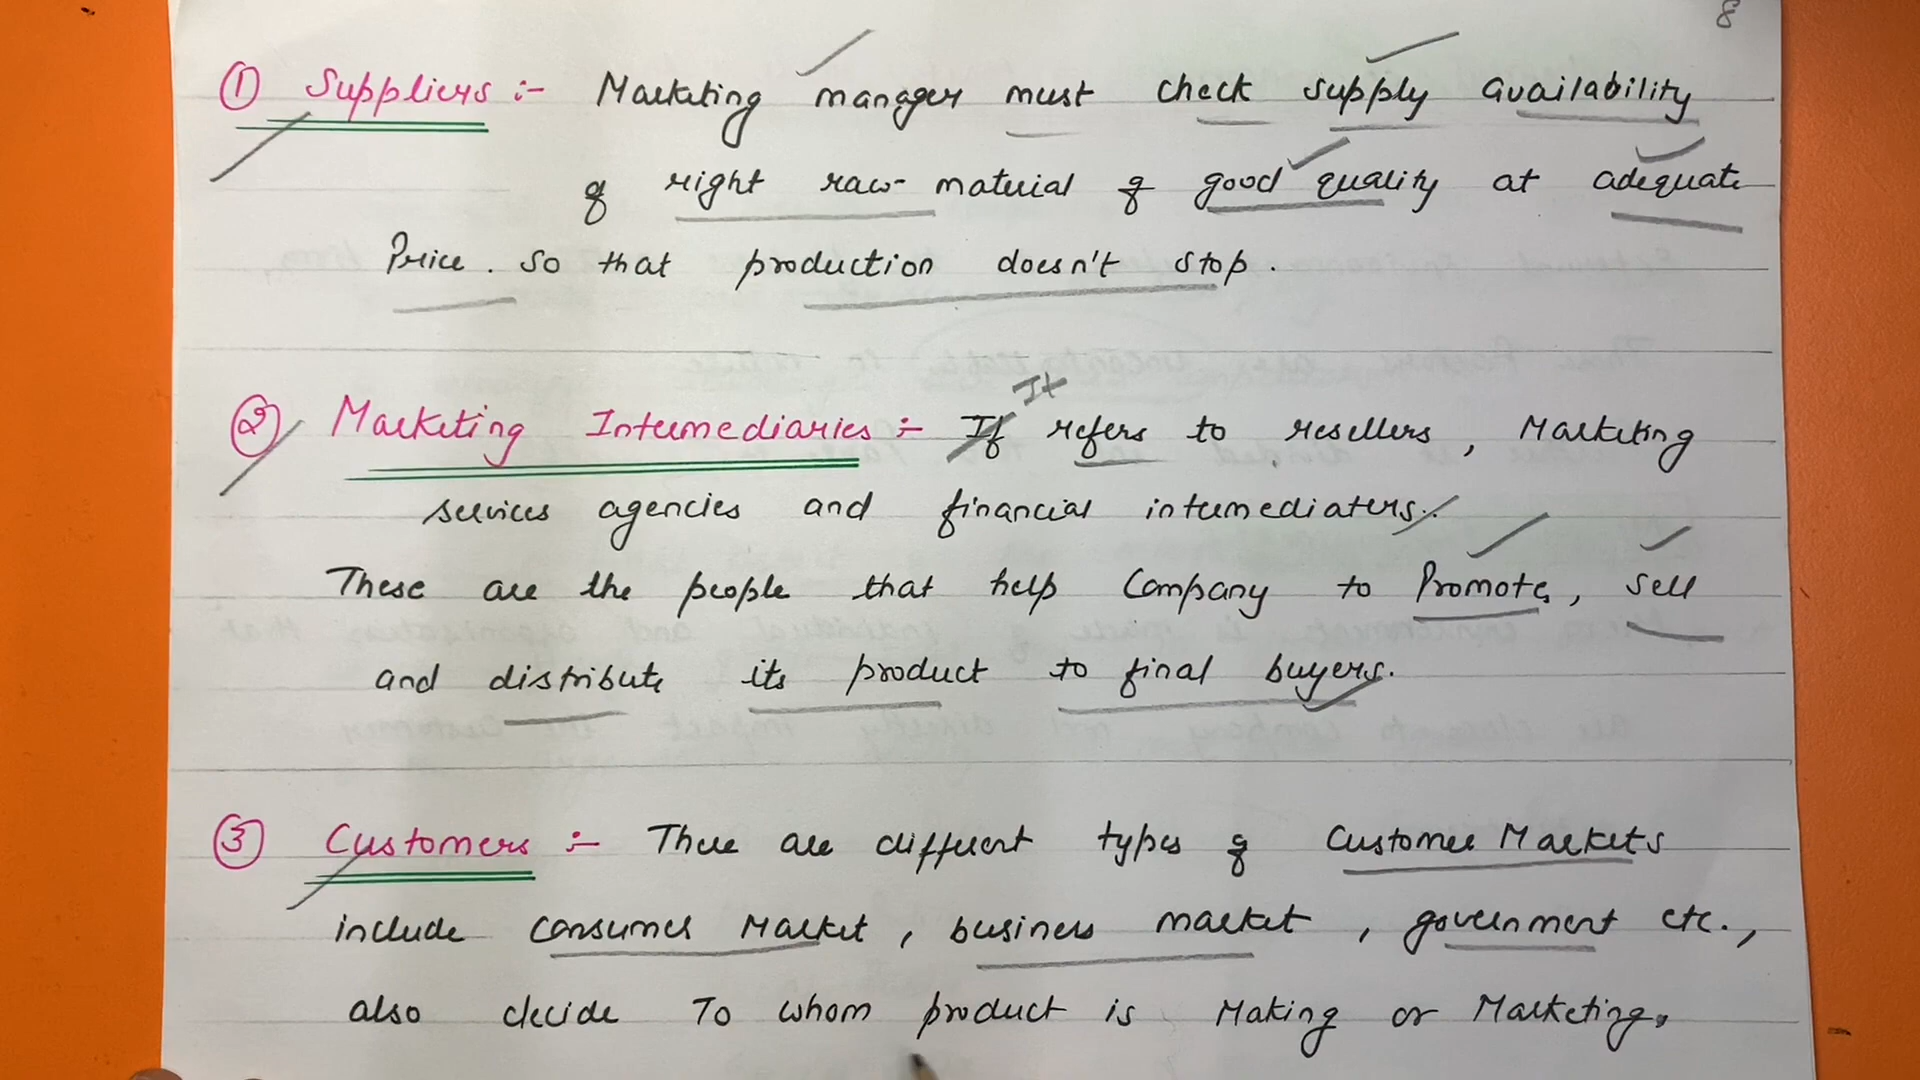 8
① Suppliers :- Marketing manager must check supply availability
of right raw-material of good quality at adequate
Price. so that production doesn't stop.
It
② Marketing Intermediaries :- If refers to resellers, Marketing
services agencies and financial intermediaters.
These are the people that help Company to Promote, sell
and distribute its product to final buyers.
③ Customers :- There are different types of Customer Markets
include consumer Market, business market, government etc.,
also decide To whom product is Making or Marketing.